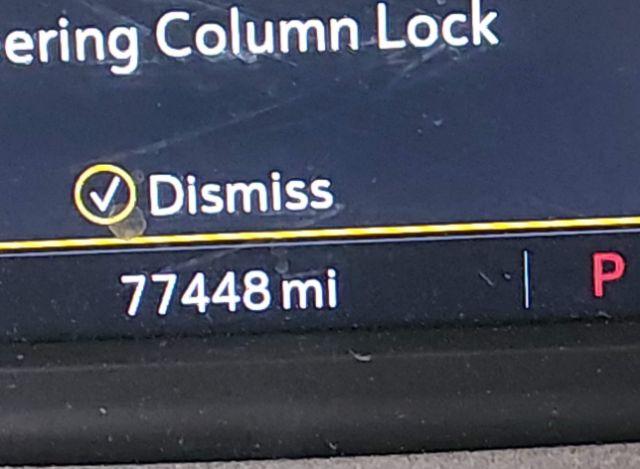 ering Column Lock
Dismiss
77448 mi
P